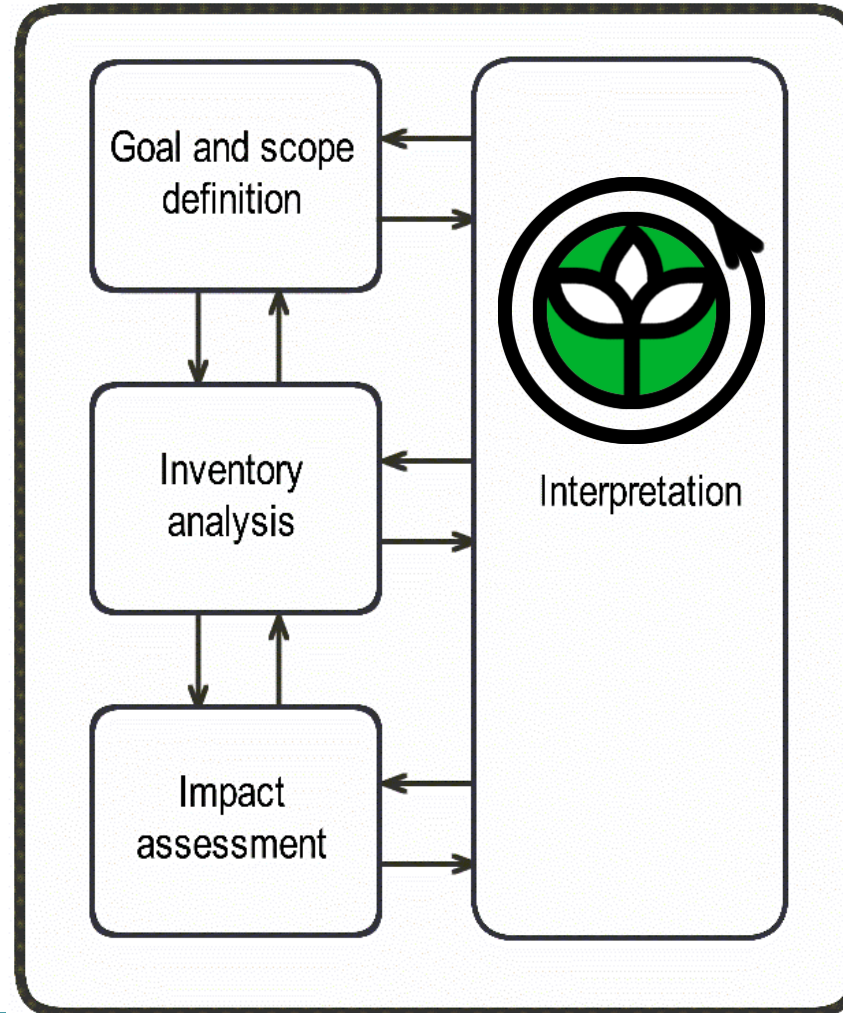 Goal and scope
definition
Inventory
analysis
Interpretation
Impact
assessment